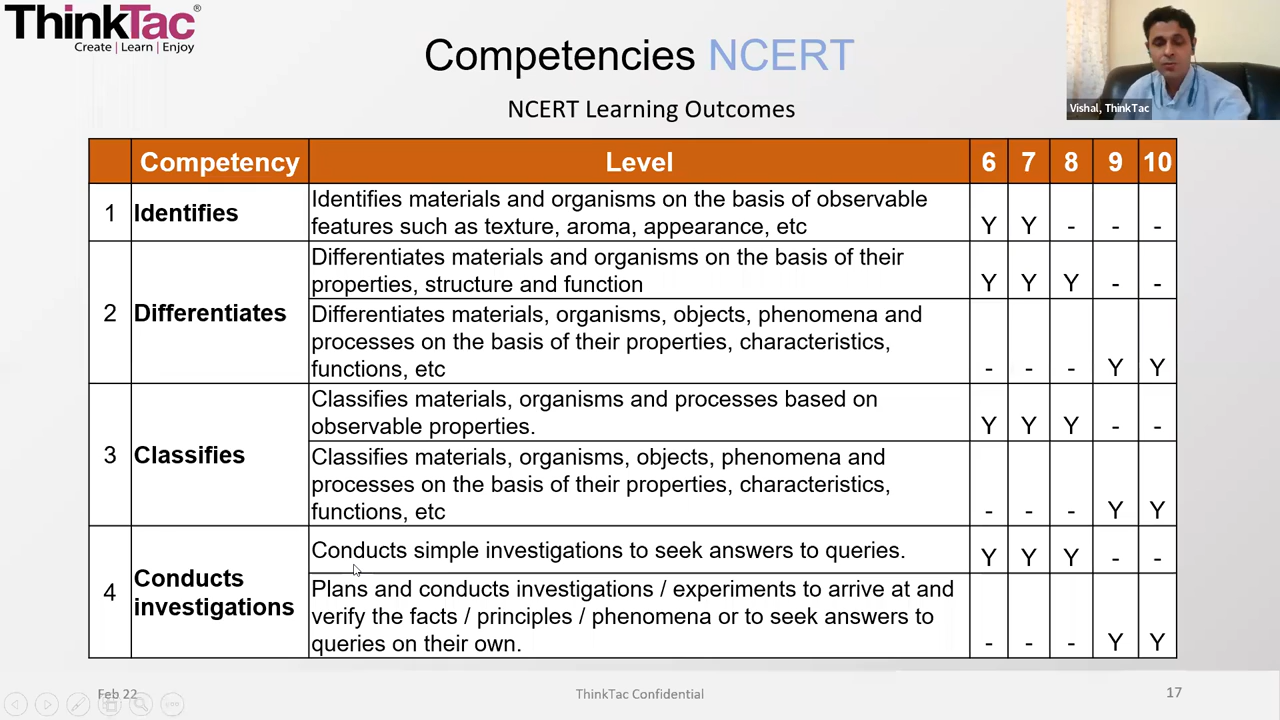 ThinkTac®
Create | Learn | Enjoy
Competencies NCERT
NCERT Learning Outcomes
Vishal, ThinkTac
Competency Level 6 7 8 9 10
1 Identifies
Identifies materials and organisms on the basis of observable
features such as texture, aroma, appearance, etc Y Y - - -
2 Differentiates
Differentiates materials and organisms on the basis of their
properties, structure and function Y Y Y - -
Differentiates materials, organisms, objects, phenomena and
processes on the basis of their properties, characteristics,
functions, etc - - - Y Y
3 Classifies
Classifies materials, organisms and processes based on
observable properties. Y Y Y - -
Classifies materials, organisms, objects, phenomena and
processes on the basis of their properties, characteristics,
functions, etc - - - Y Y
4 Conducts
investigations
Conducts simple investigations to seek answers to queries. Y Y Y - -
Plans and conducts investigations / experiments to arrive at and
verify the facts / principles / phenomena or to seek answers to
queries on their own. - - - Y Y
Feb 22 ThinkTac Confidential 17